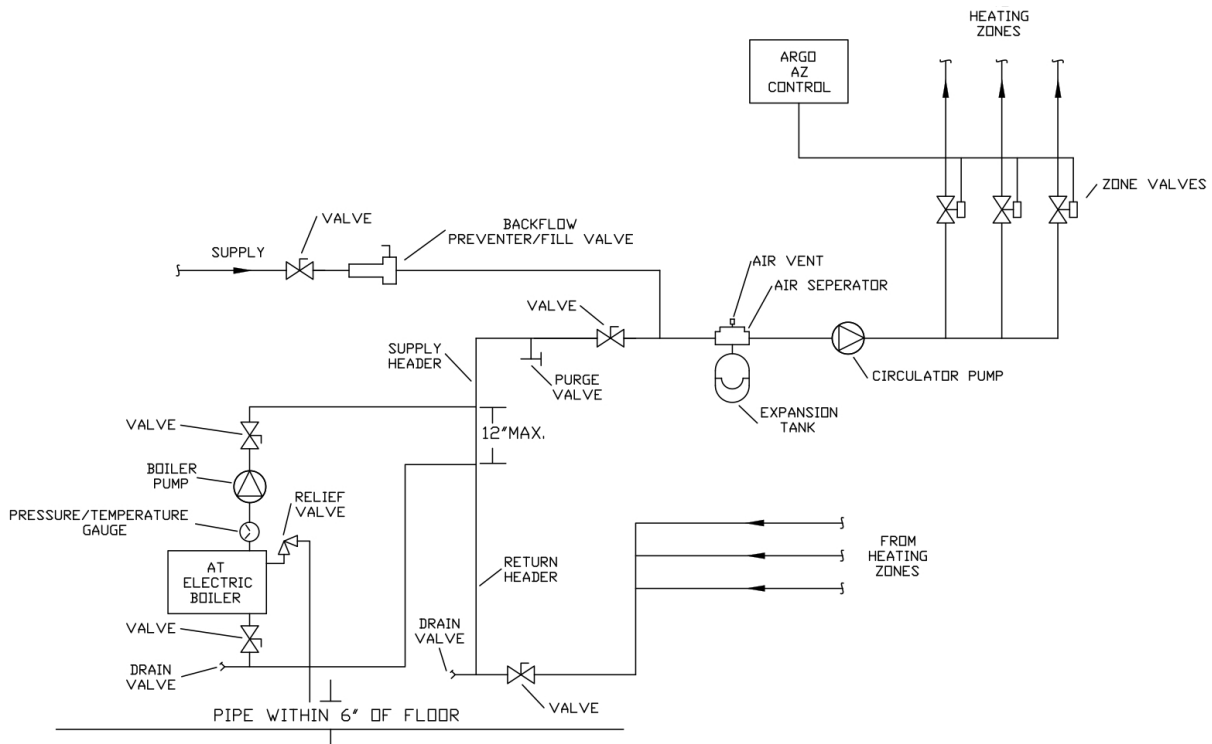 HEATING
ZONES
ARGO
AZ
CONTROL
ZONE VALVES
VALVE
BACKFLOW
PREVENTER/FILL VALVE
SUPPLY
AIR VENT
AIR SEPERATOR
VALVE
SUPPLY
HEADER
PURGE
VALVE
CIRCULATOR PUMP
EXPANSION
TANK
VALVE
12"MAX.
BOILER
PUMP
RELIEF
VALVE
PRESSURE/TEMPERATURE
GAUGE
FROM
HEATING
ZONES
AT
ELECTRIC
BOILER
RETURN
HEADER
VALVE
DRAIN
VALVE
DRAIN
VALVE
VALVE
PIPE WITHIN 6" OF FLOOR